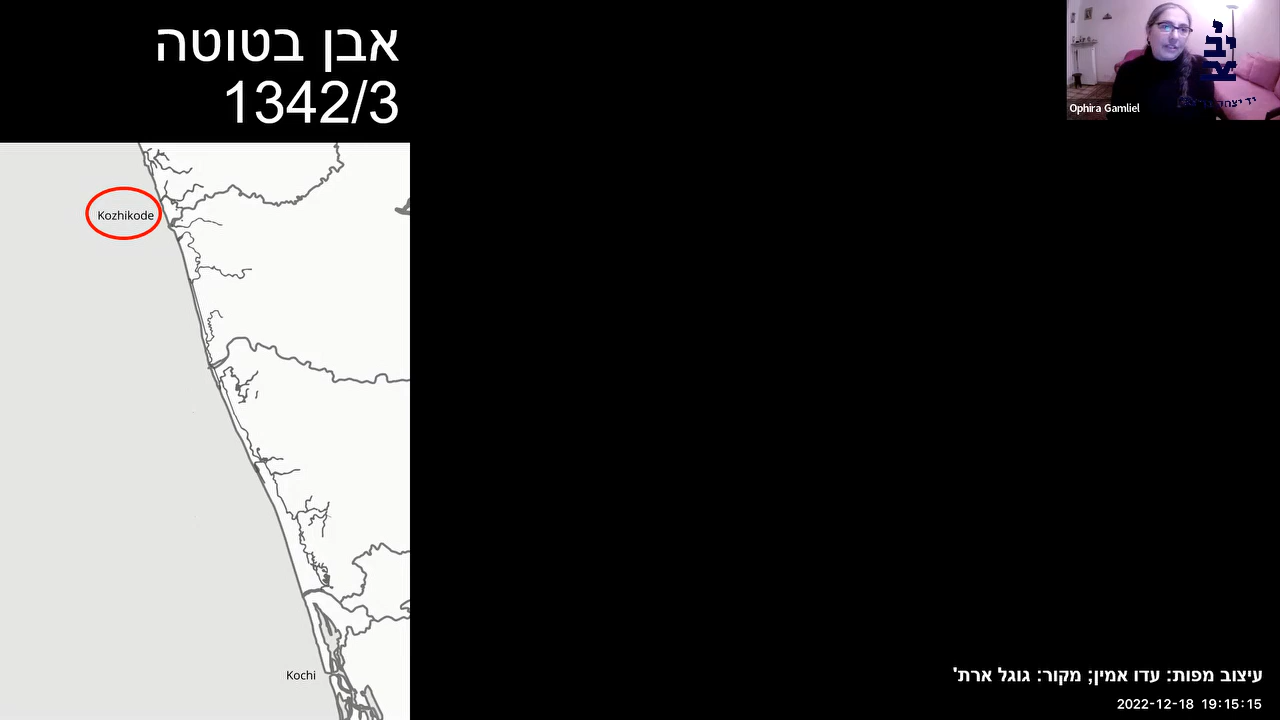 אבן בטוטה
1342/3
Ophira Gamliel
Kozhikode
Kochi
עיצוב מפות: עדו אמין; מקור: גוגל ארת'
2022-12-18 19:15:15